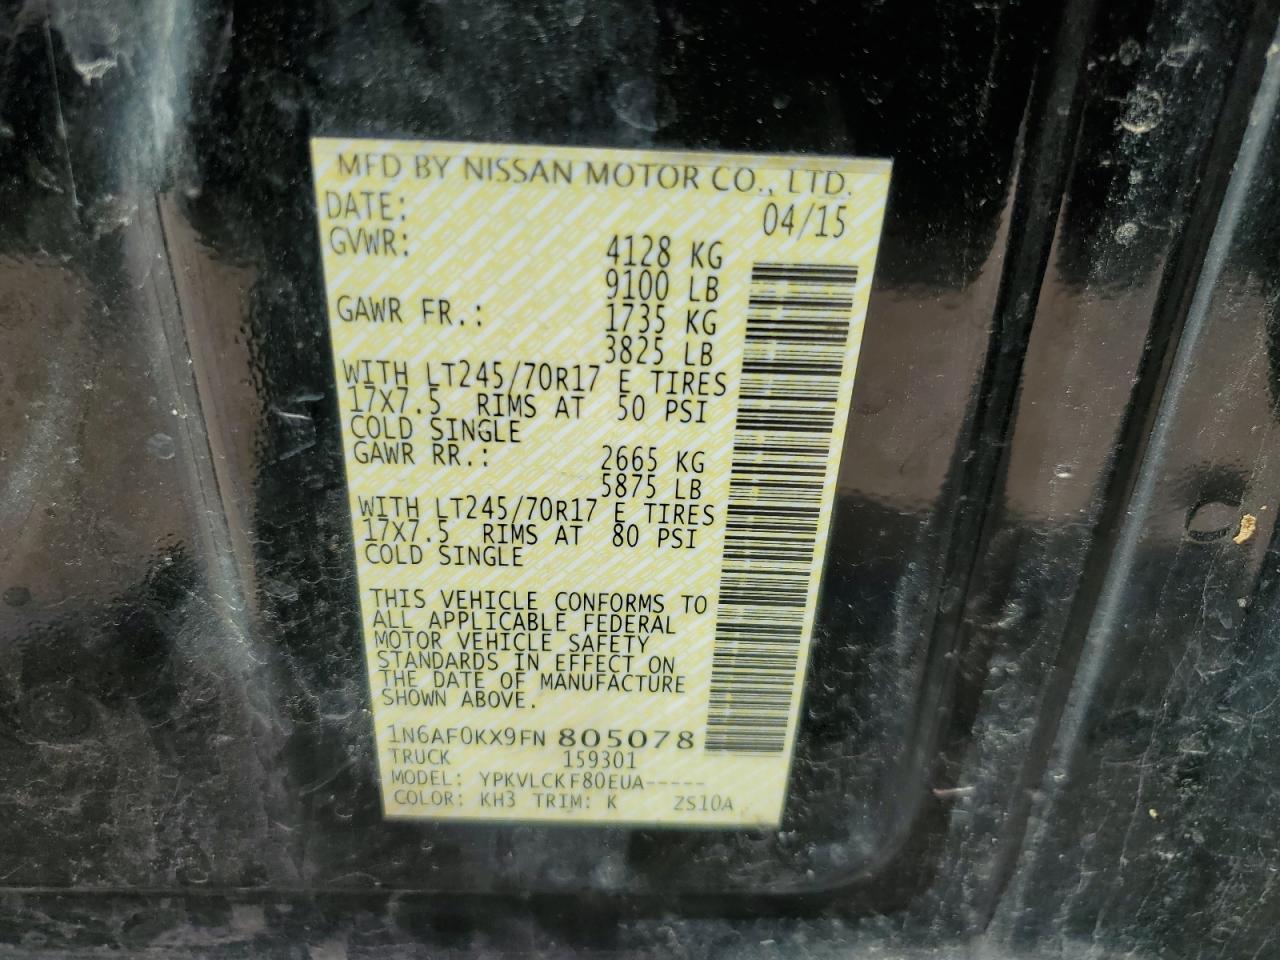 MFD BY NISSAN MOTOR CO., LTD.
DATE: 04/15
GVWR: 4128 KG
9100 LB
GAWR FR.: 1735 KG
3825 LB
WITH LT245/70R17 E TIRES
17X7.5 RIMS AT 50 PSI
COLD SINGLE
GAWR RR.: 2665 KG
5875 LB
WITH LT245/70R17 E TIRES
17X7.5 RIMS AT 80 PSI
COLD SINGLE
THIS VEHICLE CONFORMS TO
ALL APPLICABLE FEDERAL
MOTOR VEHICLE SAFETY
STANDARDS IN EFFECT ON
THE DATE OF MANUFACTURE
SHOWN ABOVE.
1N6AF0KX9FN 805078
TRUCK 159301
MODEL: YPKVLCKF80EUA-----
COLOR: KH3 TRIM: K ZS10A